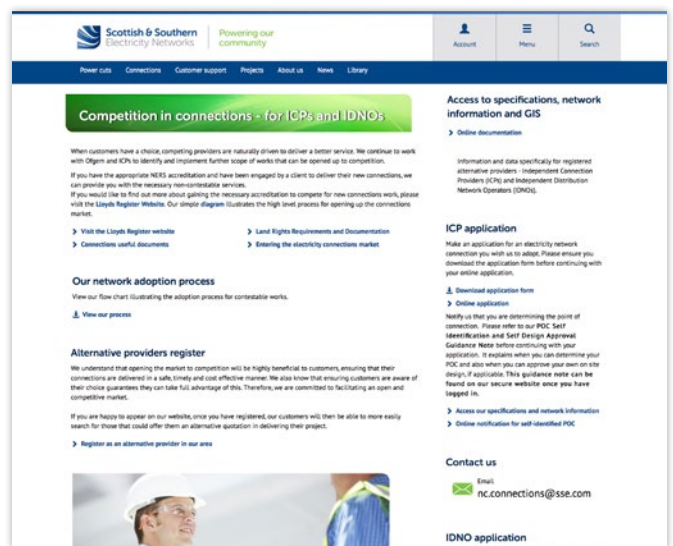 Scottish & Southern
Electricity Networks
Powering our
community
Account
Menu
Search
Power cuts Connections Customer support Projects About us News Library
Competition in connections - for ICPs and IDNOs
When customers have a choice, competing providers are naturally driven to deliver a better service. We continue to work
with Ofgem and ICPs to identify and implement further scope of works that can be opened up to competition.
If you have the appropriate NERS accreditation and have been engaged by a client to deliver their new connections, we
can provide you with the necessary non-contestable services.
If you would like to find out more about gaining the necessary accreditation to compete for new connections work, please
visit the Lloyds Register Website. Our simple diagram illustrates the high level process for opening up the connections
market.
Visit the Lloyds Register website
Land Rights Requirements and Documentation
Connections useful documents
Entering the electricity connections market
Our network adoption process
View our flow chart illustrating the adoption process for contestable works.
View our process
Alternative providers register
We understand that opening the market to competition will be highly beneficial to customers, ensuring that their
connections are delivered in a safe, timely and cost effective manner. We also know that ensuring customers are aware of
their choice guarantees they can take full advantage of this. Therefore, we are committed to facilitating an open and
competitive market.
If you are happy to appear on our website, once you have registered, our customers will then be able to more easily
search for those that could offer them an alternative quotation in delivering their project.
Register as an alternative provider in our area
Access to specifications, network
information and GIS
Online documentation
Information and data specifically for registered
alternative providers - Independent Connection
Providers (ICPs) and Independent Distribution
Network Operators (IDNOs).
ICP application
Make an application for an electricity network
connection you wish us to adopt. Please ensure you
download the application form before continuing with
your online application.
Download application form
Online application
Notify us that you are determining the point of
connection. Please refer to our POC Self
Identification and Self Design Approval
Guidance Note before continuing with your
application. It explains when you can determine your
POC and also when you can approve your own on site
design, if applicable. This guidance note can be
found on our secure website once you have
logged in.
Access our specifications and network information
Online notification for self-identified POC
Contact us
Email
nc.connections@sse.com
IDNO application